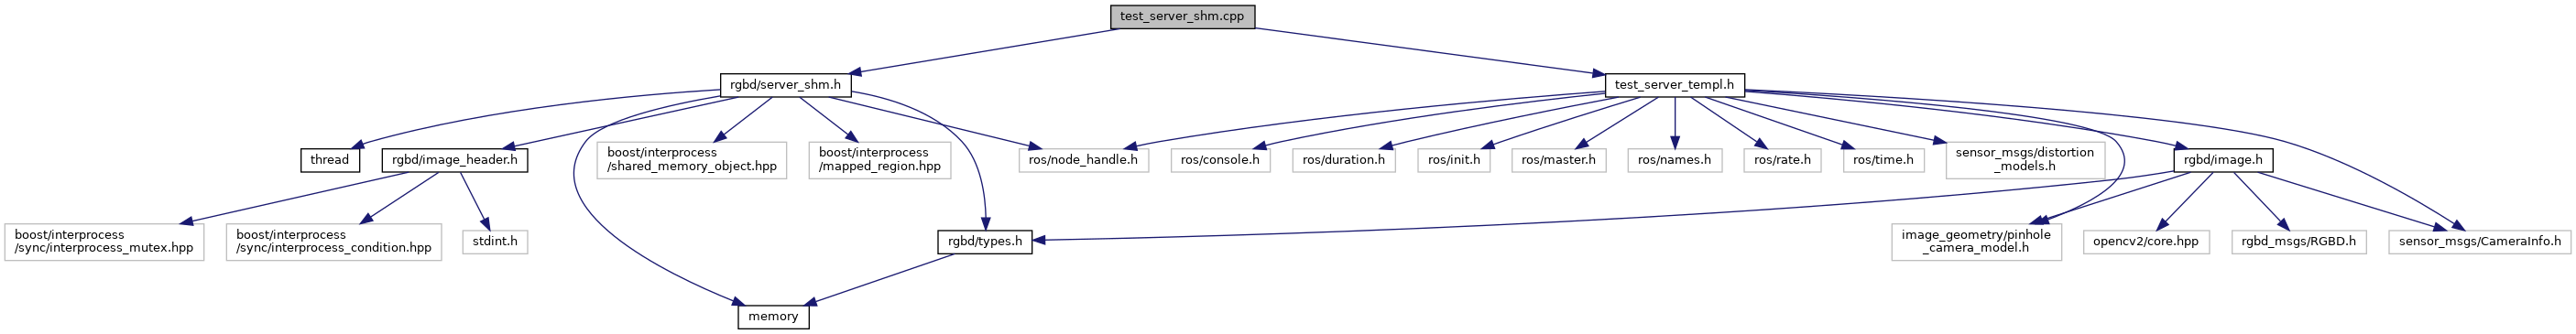 test_server_shm.cpp
rgbd/server_shm.h
test_server_templ.h
thread
rgbd/image_header.h
boost/interprocess
/shared_memory_object.hpp
boost/interprocess
/mapped_region.hpp
ros/node_handle.h
ros/console.h
ros/duration.h
ros/init.h
ros/master.h
ros/names.h
ros/rate.h
ros/time.h
sensor_msgs/distortion
_models.h
rgbd/image.h
boost/interprocess
/sync/interprocess_mutex.hpp
boost/interprocess
/sync/interprocess_condition.hpp
stdint.h
rgbd/types.h
image_geometry/pinhole
_camera_model.h
opencv2/core.hpp
rgbd_msgs/RGBD.h
sensor_msgs/CameraInfo.h
memory